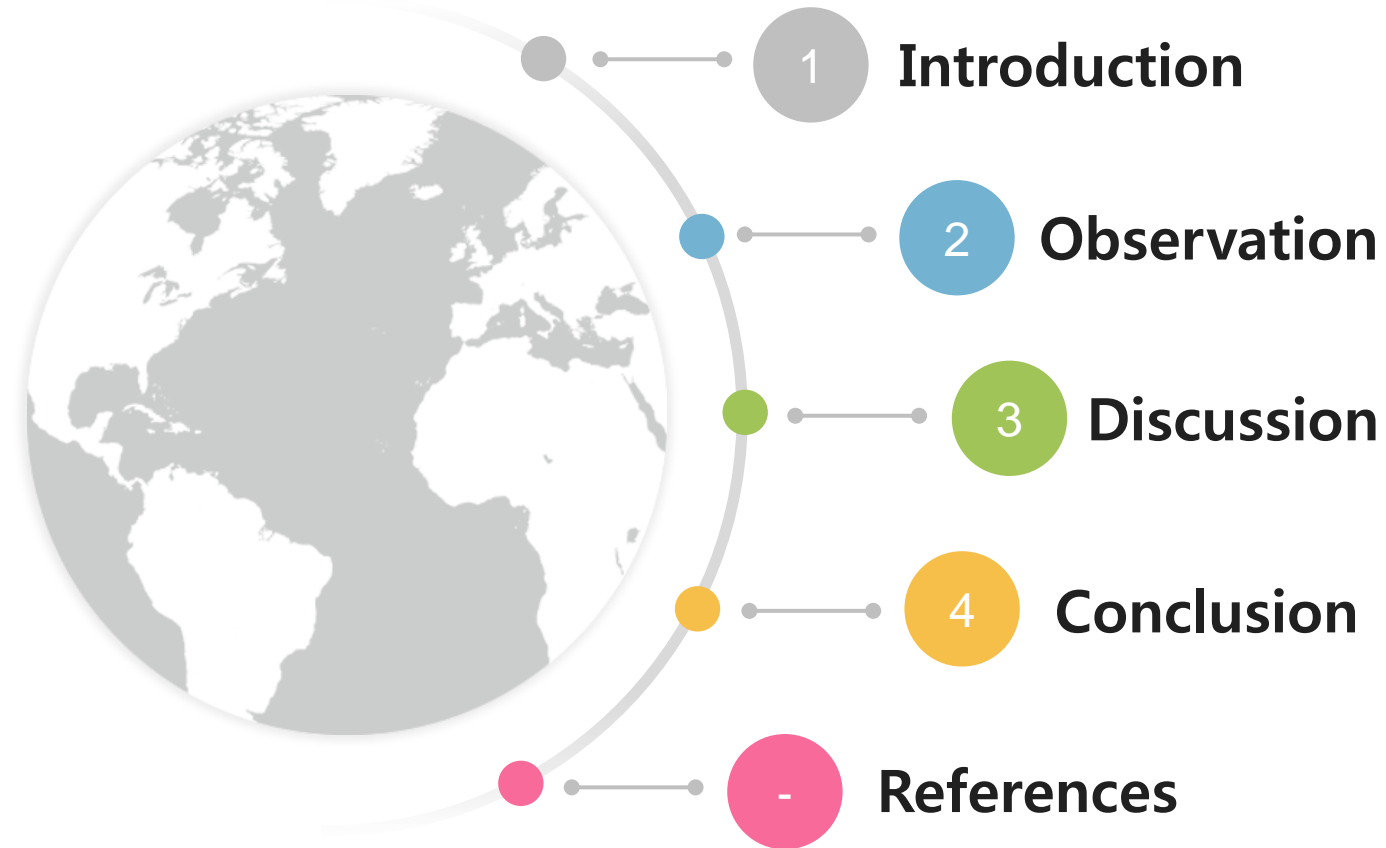 1 Introduction
2 Observation
3 Discussion
4 Conclusion
- References